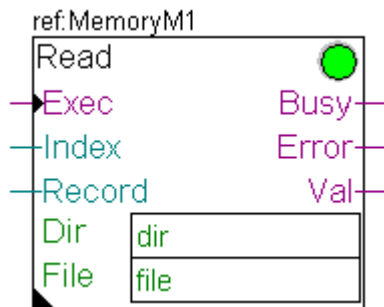 ref:MemoryM1
Read
Exec Busy
Index Error
Record Val
Dir dir
File file